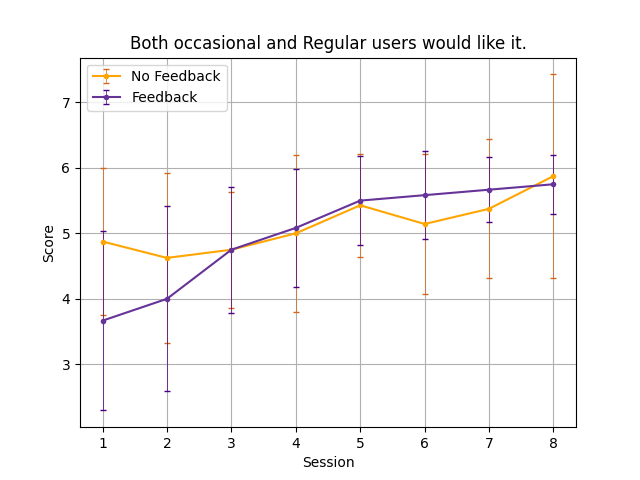 Both occasional and Regular users would like it.
No Feedback
Feedback
7
6
5
4
3
Score
1 2 3 4 5 6 7 8
Session